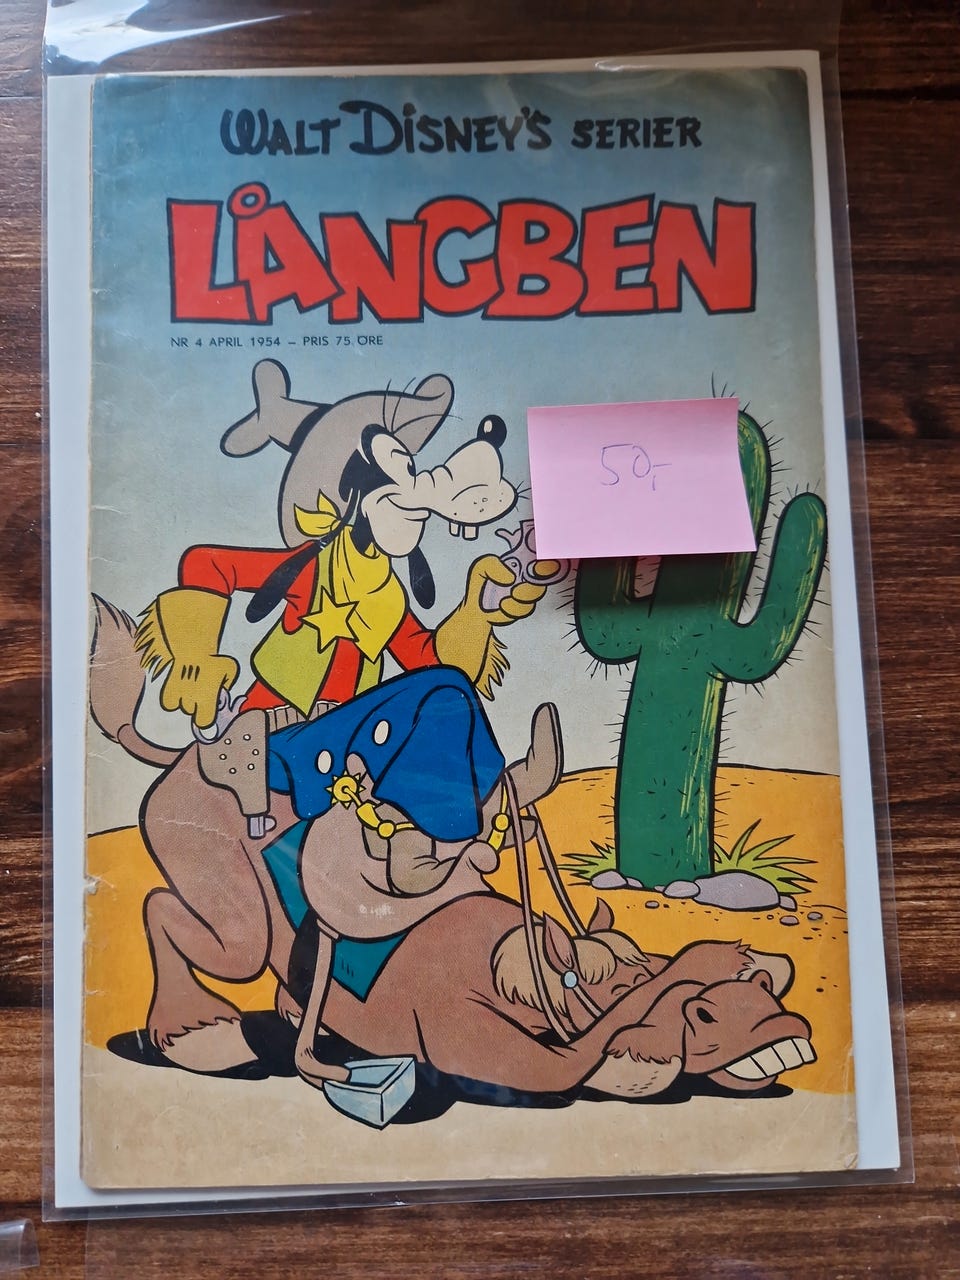 WALT DISNEY'S SERIER
LÅNGBEN
NR 4 APRIL 1954 – PRIS 75 ÖRE
50,-